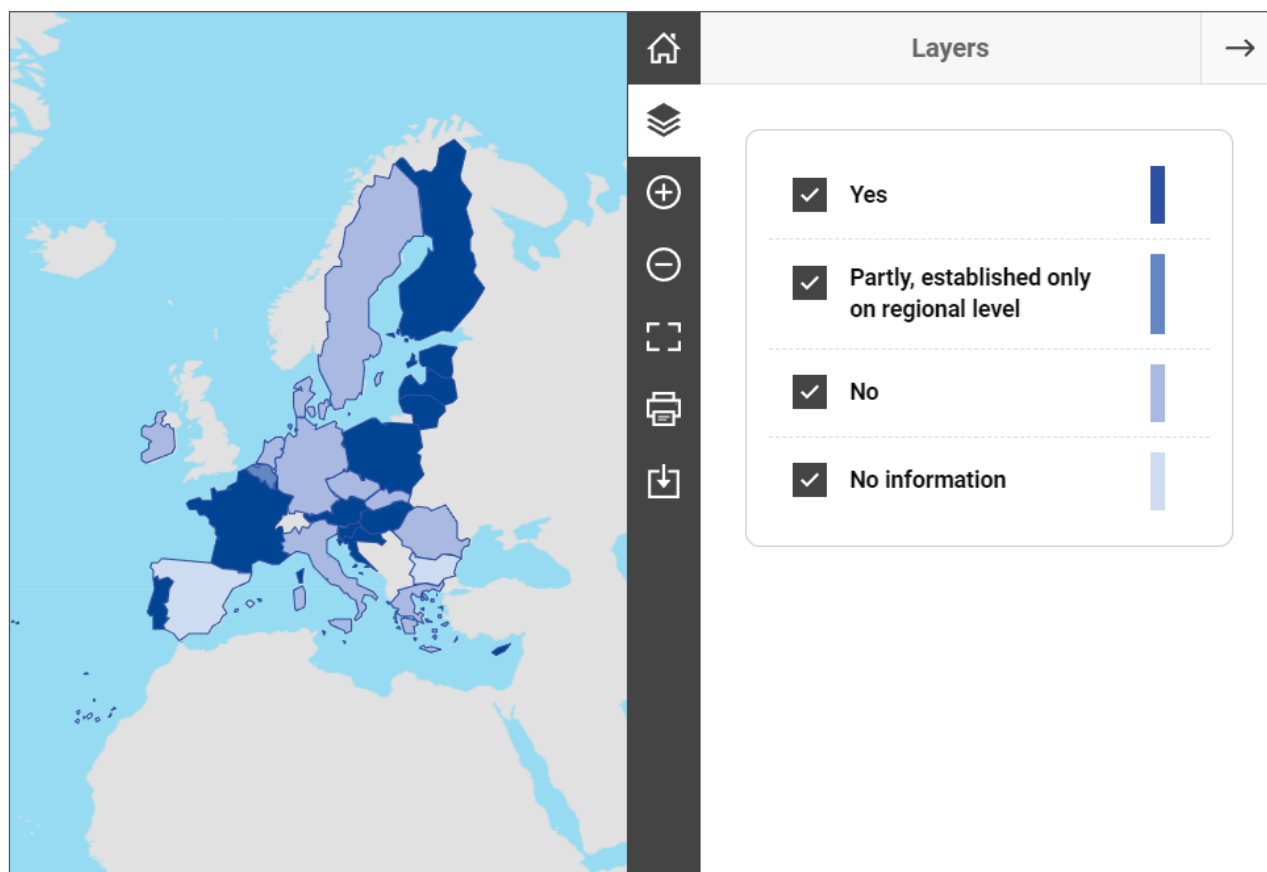 Layers
Yes
Partly, established only
on regional level
No
No information